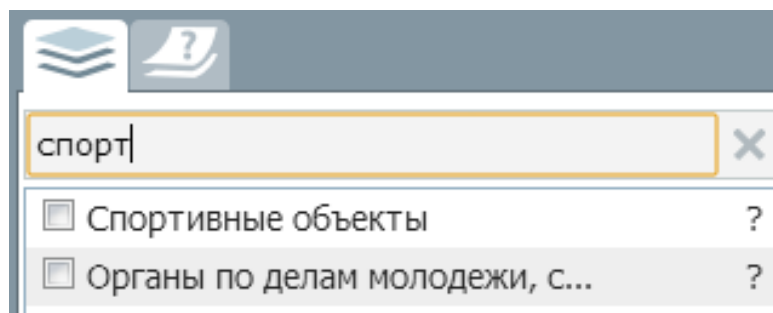 ?
спорт
Спортивные объекты ?
Органы по делам молодежи, с... ?